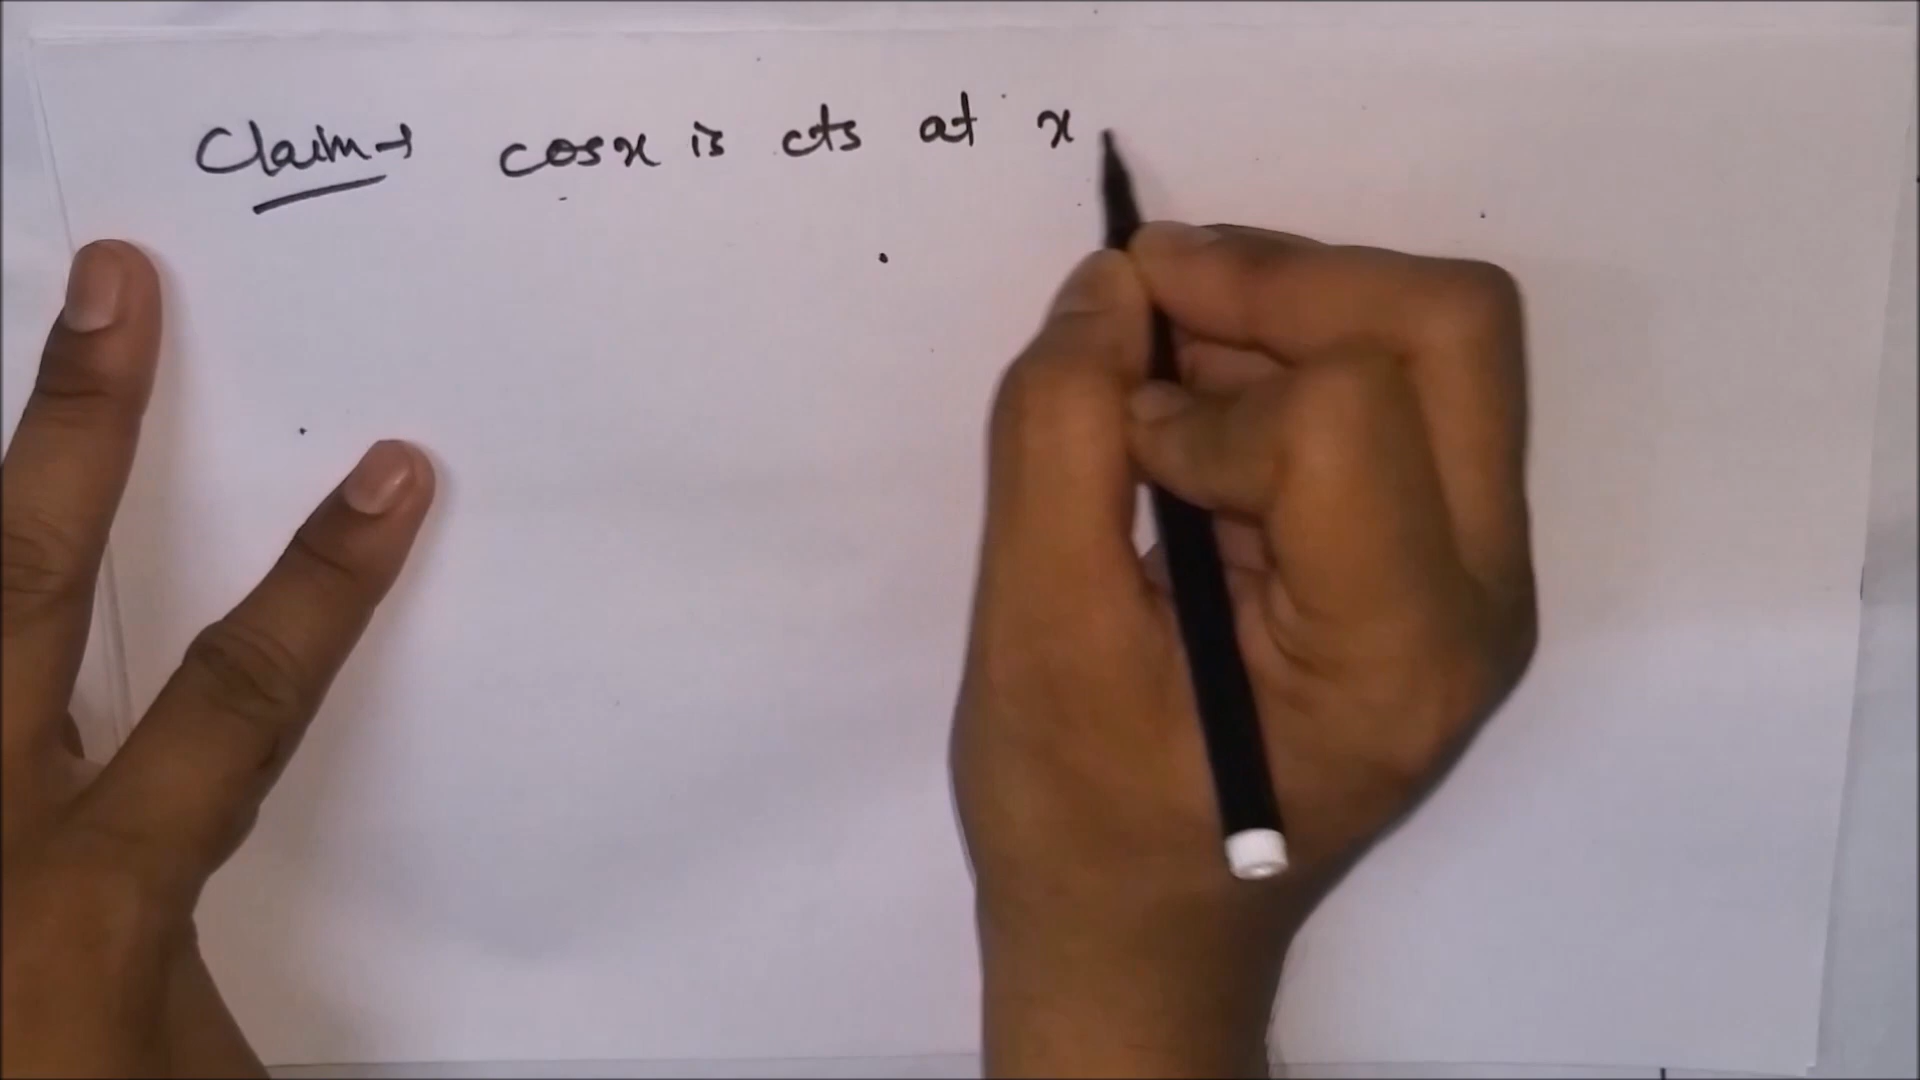 Claim → cosx is cts at x